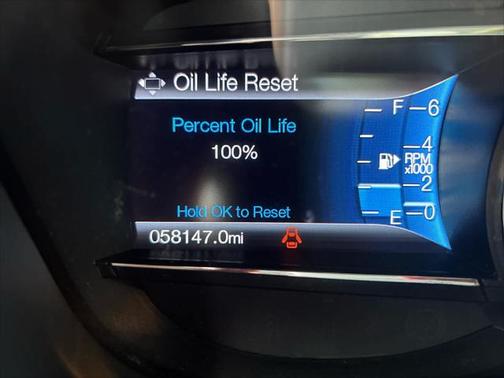 Oil Life Reset
Percent Oil Life
100%
Hold OK to Reset
058147.0mi
F
E
6
4
RPM
x1000
2
0